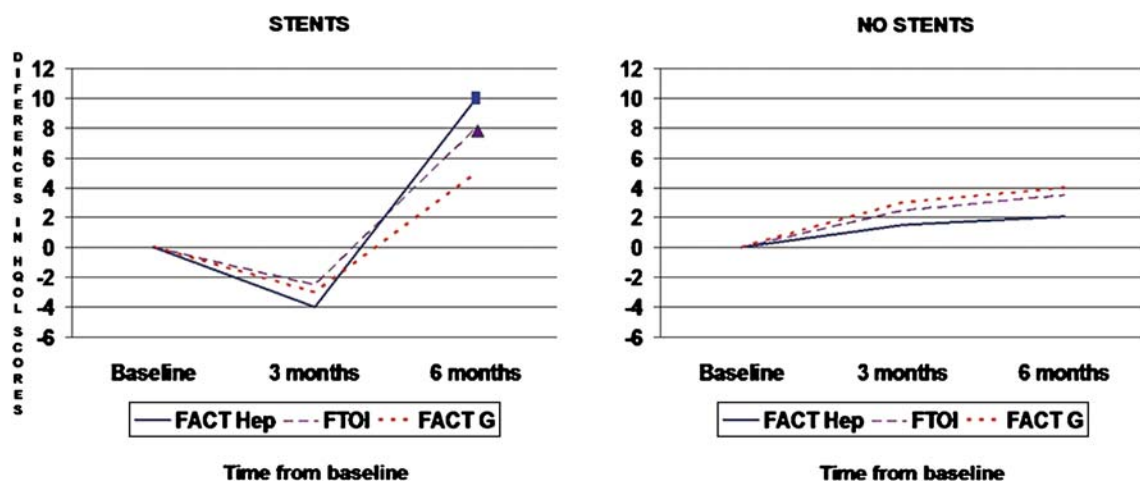 STENTS
DIFERENCES IN HQOL SCORES
12
10
8
6
4
2
0
-2
-4
-6
Baseline 3 months 6 months
FACT Hep FTOI FACT G
Time from baseline
NO STENTS
12
10
8
6
4
2
0
-2
-4
-6
Baseline 3 months 6 months
FACT Hep FTOI FACT G
Time from baseline